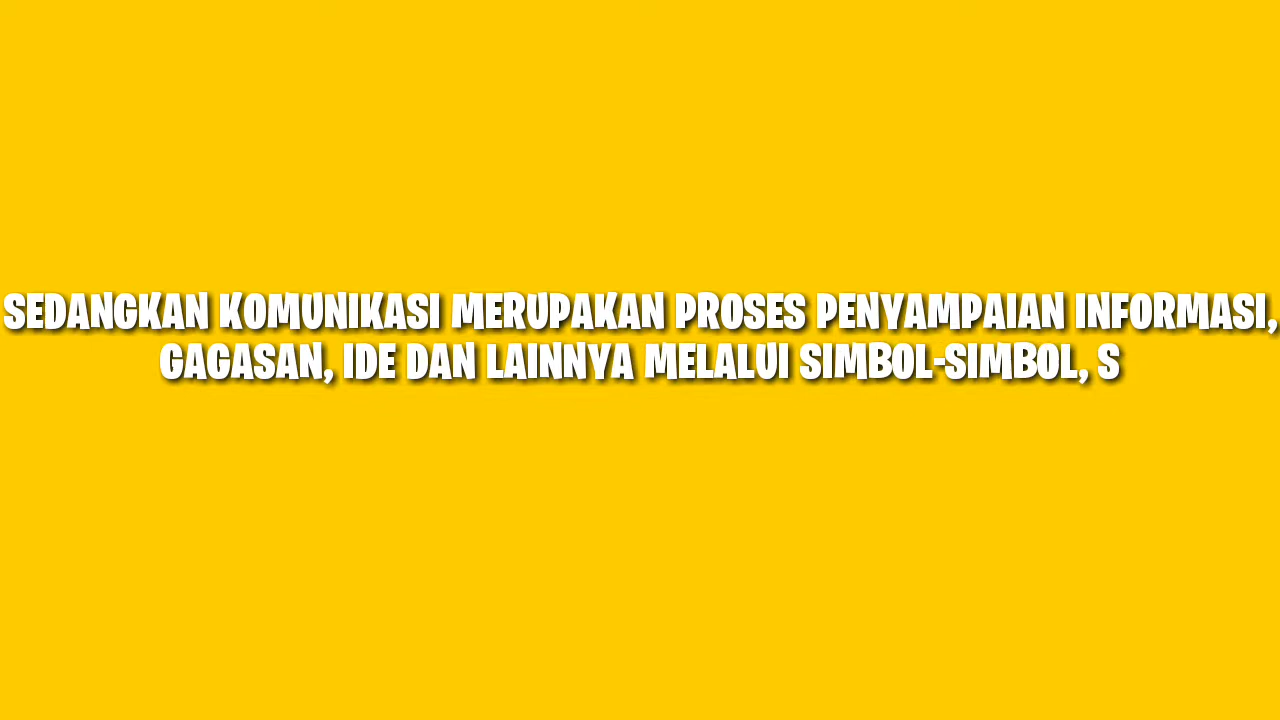 SEDANGKAN KOMUNIKASI MERUPAKAN PROSES PENYAMPAIAN INFORMASI,
GAGASAN, IDE DAN LAINNYA MELALUI SIMBOL-SIMBOL, S